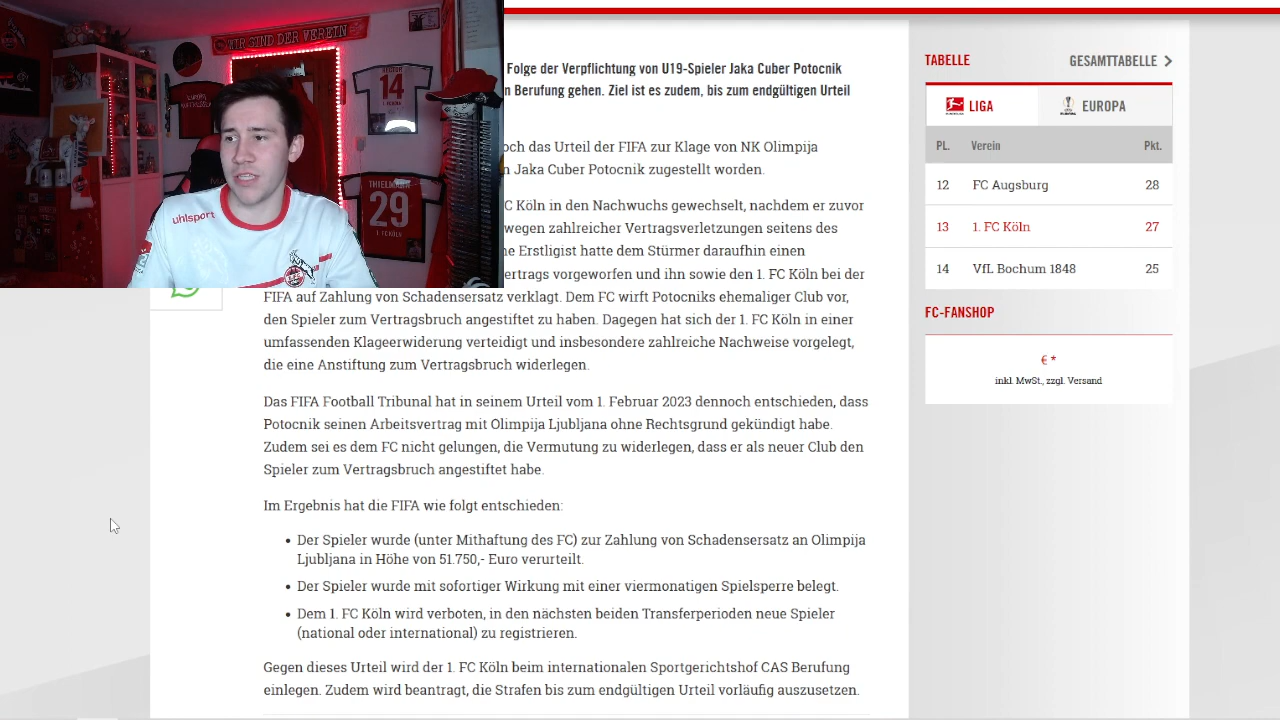 WIR SIND DER VEREIN
14
THIELMANN
29
1. FC KÖLN
uhlsport
Folge der Verpflichtung von U19-Spieler Jaka Cuber Potocnik
Berufung gehen. Ziel ist es zudem, bis zum endgültigen Urteil
das Urteil der FIFA zur Klage von NK Olimpija
Jaka Cuber Potocnik zugestellt worden.
C Köln in den Nachwuchs gewechselt, nachdem er zuvor
wegen zahlreicher Vertragsverletzungen seitens des
Erstligist hatte dem Stürmer daraufhin einen
ertrags vorgeworfen und ihn sowie den 1. FC Köln bei der
FIFA auf Zahlung von Schadensersatz verklagt. Dem FC wirft Potocniks ehemaliger Club vor,
den Spieler zum Vertragsbruch angestiftet zu haben. Dagegen hat sich der 1. FC Köln in einer
umfassenden Klageerwiderung verteidigt und insbesondere zahlreiche Nachweise vorgelegt,
die eine Anstiftung zum Vertragsbruch widerlegen.
Das FIFA Football Tribunal hat in seinem Urteil vom 1. Februar 2023 dennoch entschieden, dass
Potocnik seinen Arbeitsvertrag mit Olimpija Ljubljana ohne Rechtsgrund gekündigt habe.
Zudem sei es dem FC nicht gelungen, die Vermutung zu widerlegen, dass er als neuer Club den
Spieler zum Vertragsbruch angestiftet habe.
Im Ergebnis hat die FIFA wie folgt entschieden:
• Der Spieler wurde (unter Mithaftung des FC) zur Zahlung von Schadensersatz an Olimpija
Ljubljana in Höhe von 51.750,- Euro verurteilt.
• Der Spieler wurde mit sofortiger Wirkung mit einer viermonatigen Spielsperre belegt.
• Dem 1. FC Köln wird verboten, in den nächsten beiden Transferperioden neue Spieler
(national oder international) zu registrieren.
Gegen dieses Urteil wird der 1. FC Köln beim internationalen Sportgerichtshof CAS Berufung
einlegen. Zudem wird beantragt, die Strafen bis zum endgültigen Urteil vorläufig auszusetzen.
TABELLE GESAMTTABELLE
LIGA EUROPA
PL. Verein Pkt.
12 FC Augsburg 28
13 1. FC Köln 27
14 VfL Bochum 1848 25
FC-FANSHOP
€ *
inkl. MwSt., zzgl. Versand